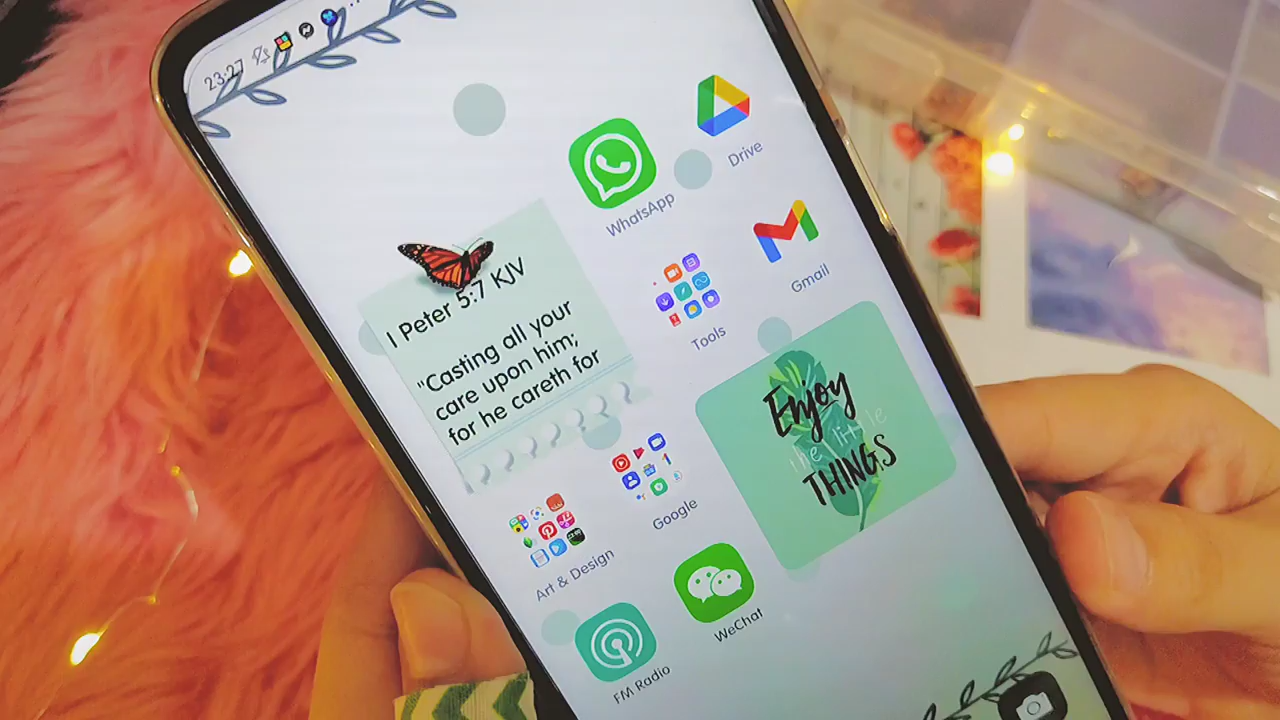 23:27
WhatsApp
Drive
I Peter 5:7 KJV
"Casting all your
care upon him;
for he careth for
Tools
Gmail
Enjoy
the little
THINGS
Art & Design
Google
FM Radio
WeChat